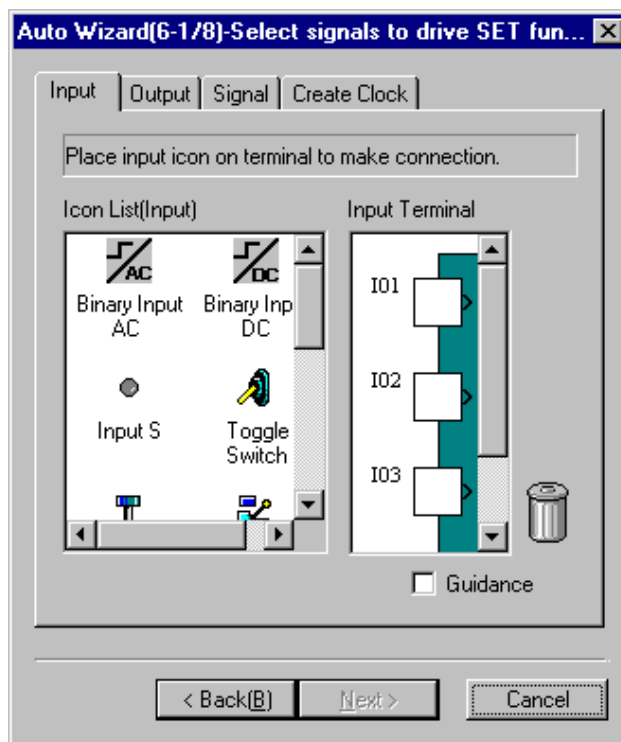 Auto Wizard(6-1/8)-Select signals to drive SET fun...
Input Output Signal Create Clock
Place input icon on terminal to make connection.
Icon List(Input) Input Terminal
AC DC
Binary Input Binary Inp
AC DC
Input S Toggle
Switch
I01
I02
I03
Guidance
< Back(B) Next > Cancel